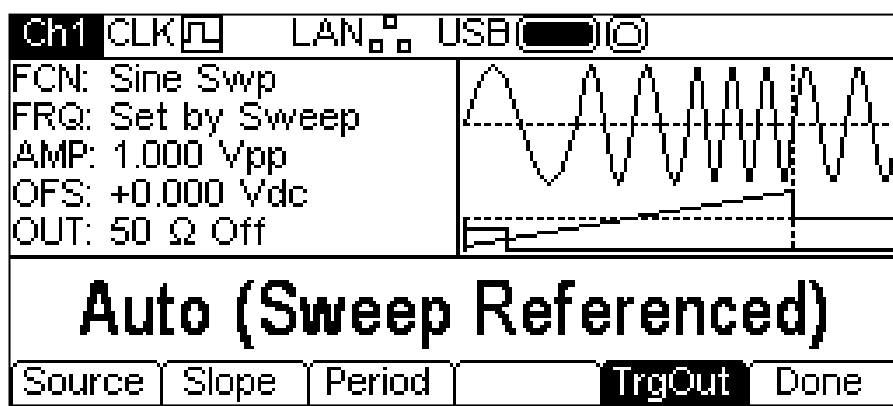 Ch1 CLK LAN USB
FCN: Sine Swp
FRQ: Set by Sweep
AMP: 1.000 Vpp
OFS: +0.000 Vdc
OUT: 50 Ω Off
Auto (Sweep Referenced)
Source Slope Period TrgOut Done